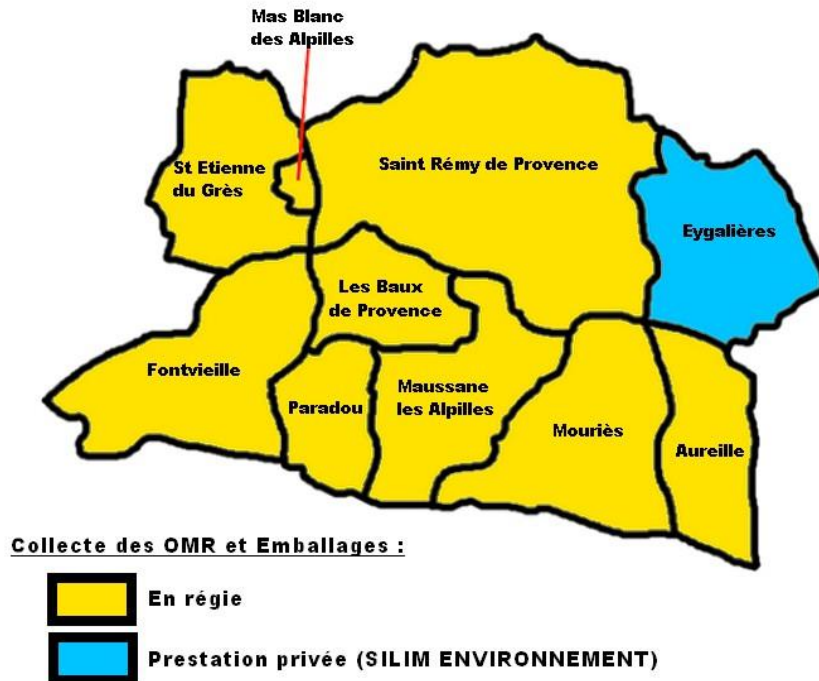 Mas Blanc
des Alpilles
St Etienne
du Grès
Saint Rémy de Provence
Eygalières
Les Baux
de Provence
Fontvieille
Paradou
Maussane
les Alpilles
Mouriès
Aureille
Collecte des OMR et Emballages :
En régie
Prestation privée (SILIM ENVIRONNEMENT)